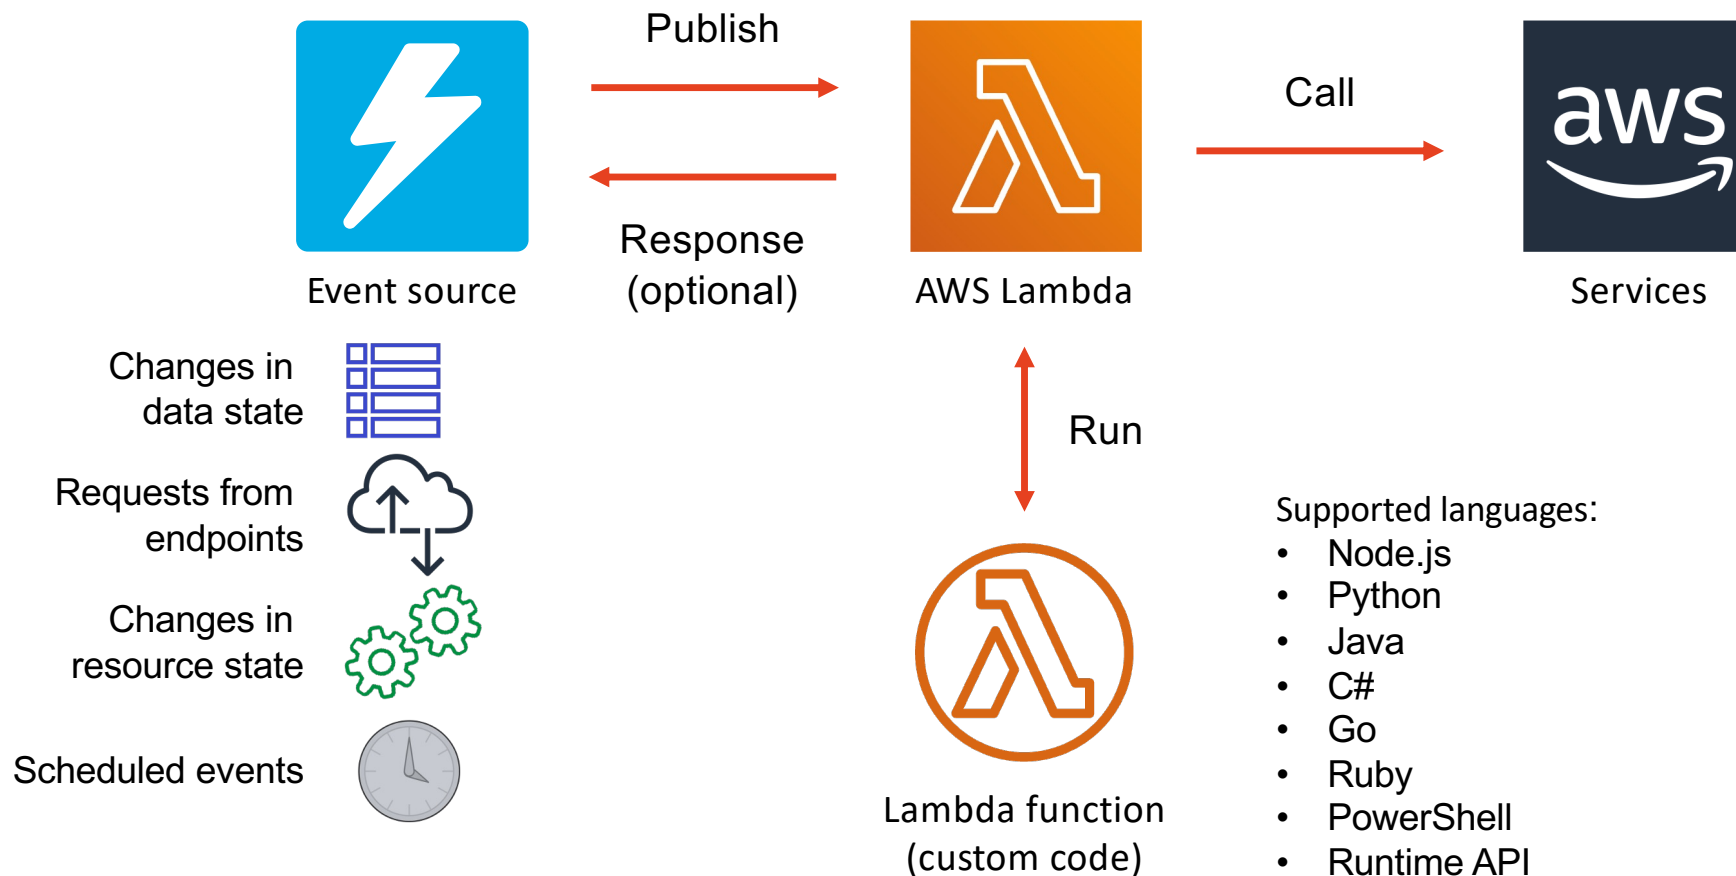 Publish
Call
aws
Response
(optional)
Event source
AWS Lambda
Services
Changes in
data state
Requests from
endpoints
Changes in
resource state
Scheduled events
Run
Lambda function
(custom code)
Supported languages:
• Node.js
• Python
• Java
• C#
• Go
• Ruby
• PowerShell
• Runtime API